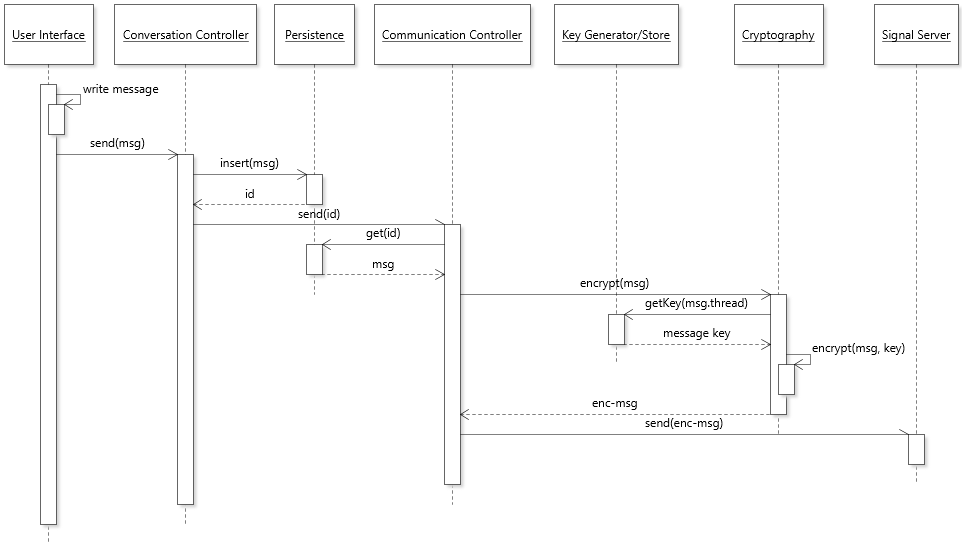 User Interface
Conversation Controller
Persistence
Communication Controller
Key Generator/Store
Cryptography
Signal Server
write message
send(msg)
insert(msg)
id
send(id)
get(id)
msg
encrypt(msg)
getKey(msg.thread)
message key
encrypt(msg, key)
enc-msg
send(enc-msg)